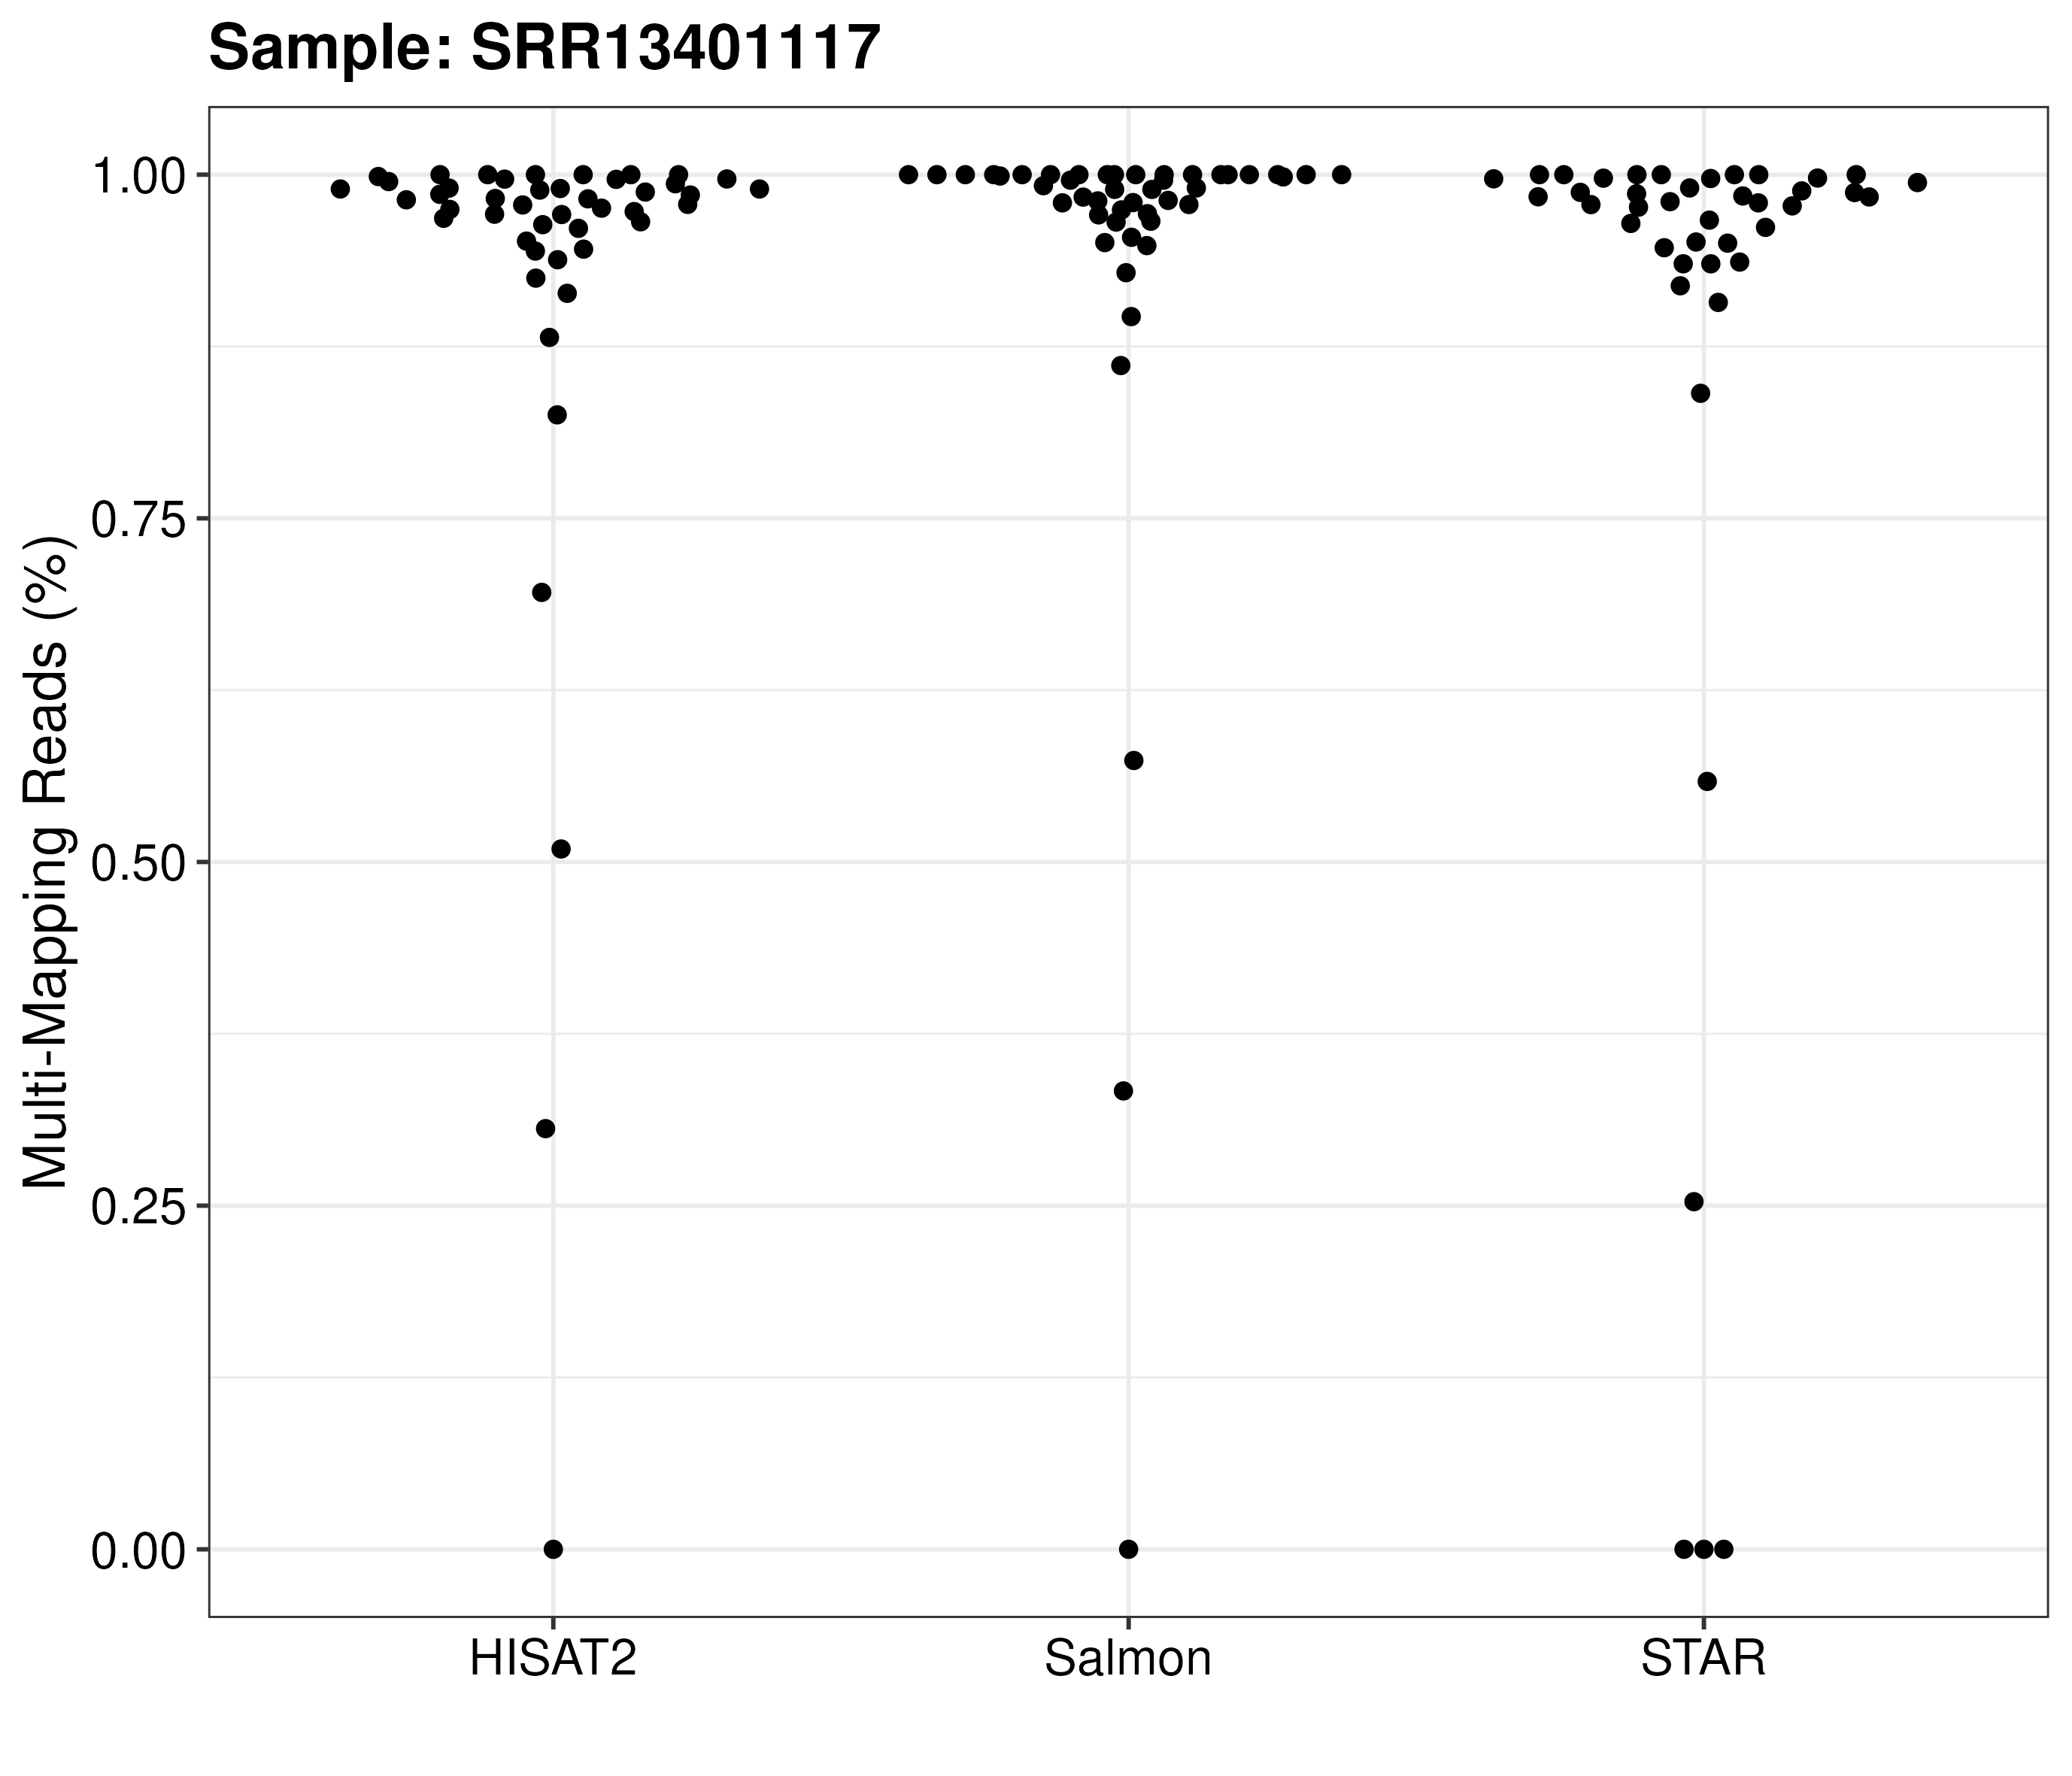 Sample: SRR13401117
Multi-Mapping Reads (%)
1.00
0.75
0.50
0.25
0.00
HISAT2 Salmon STAR